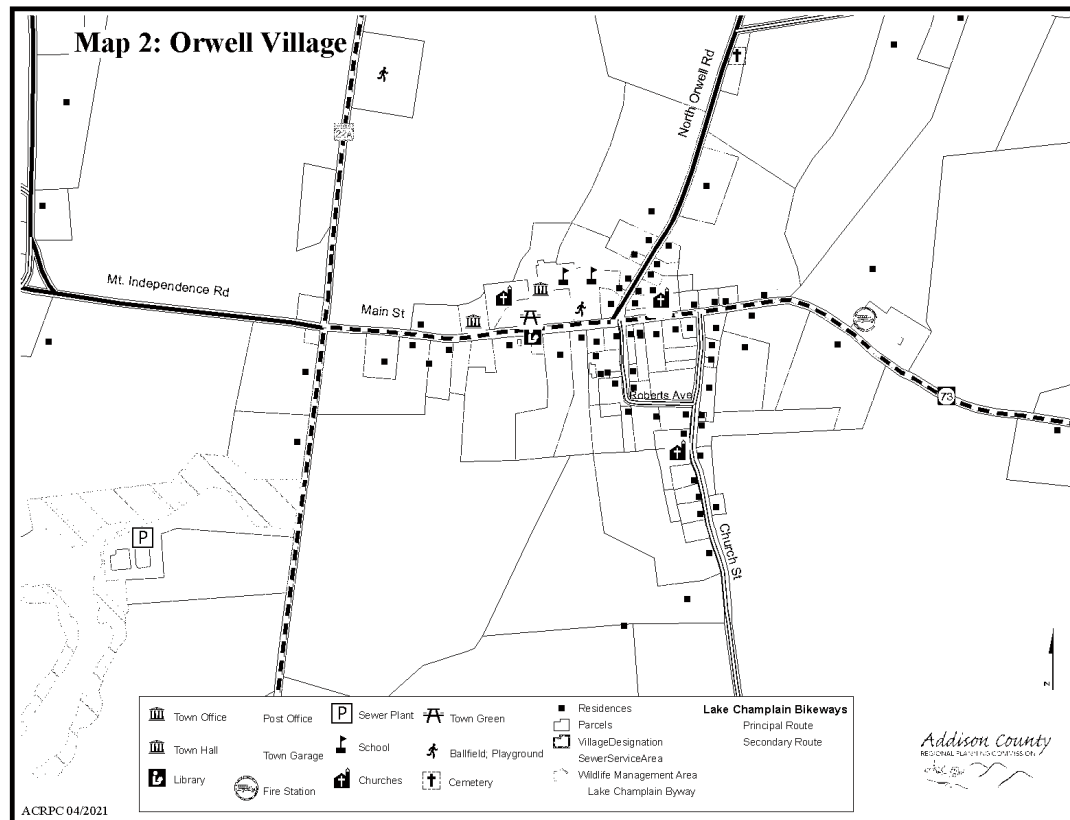 Map 2: Orwell Village
22A
North Orwell Rd
Mt. Independence Rd
Main St
Roberts Ave
73
P
Church St
N
Town Office
Post Office
P
Sewer Plant
Town Green
Residences
Parcels
VillageDesignation
SewerServiceArea
Wildlife Management Area
Lake Champlain Byway
Lake Champlain Bikeways
Principal Route
Secondary Route
Town Hall
Town Garage
School
Ballfield; Playground
Library
Fire Station
Churches
Cemetery
Addison County
REGIONAL PLANNING COMMISSION
ACRPC 04/2021